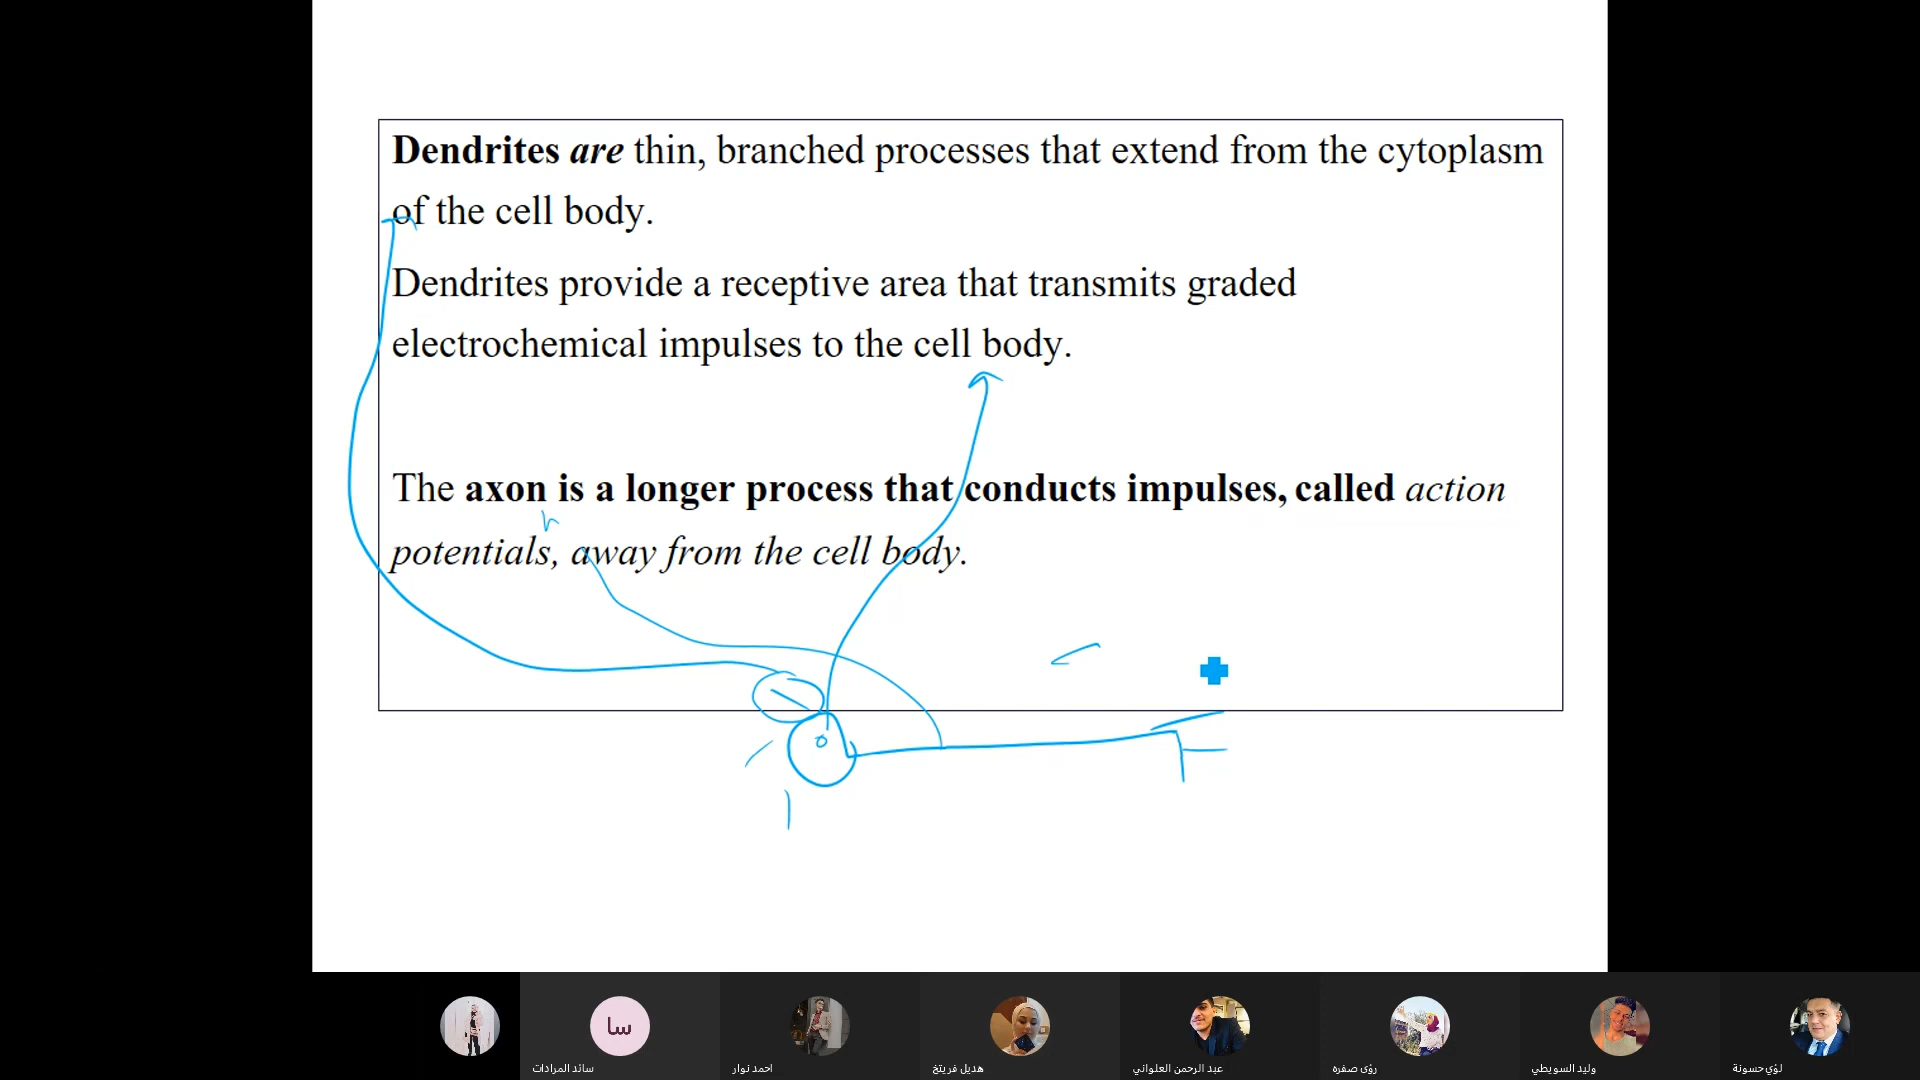 Dendrites are thin, branched processes that extend from the cytoplasm
of the cell body.
Dendrites provide a receptive area that transmits graded
electrochemical impulses to the cell body.
The axon is a longer process that conducts impulses, called action
potentials, away from the cell body.
سا
سائد المرادات
احمد نوار
هديل فريتخ
عبد الرحمن العلواني
رؤى صفره
وليد السويطي
لؤي حسونة